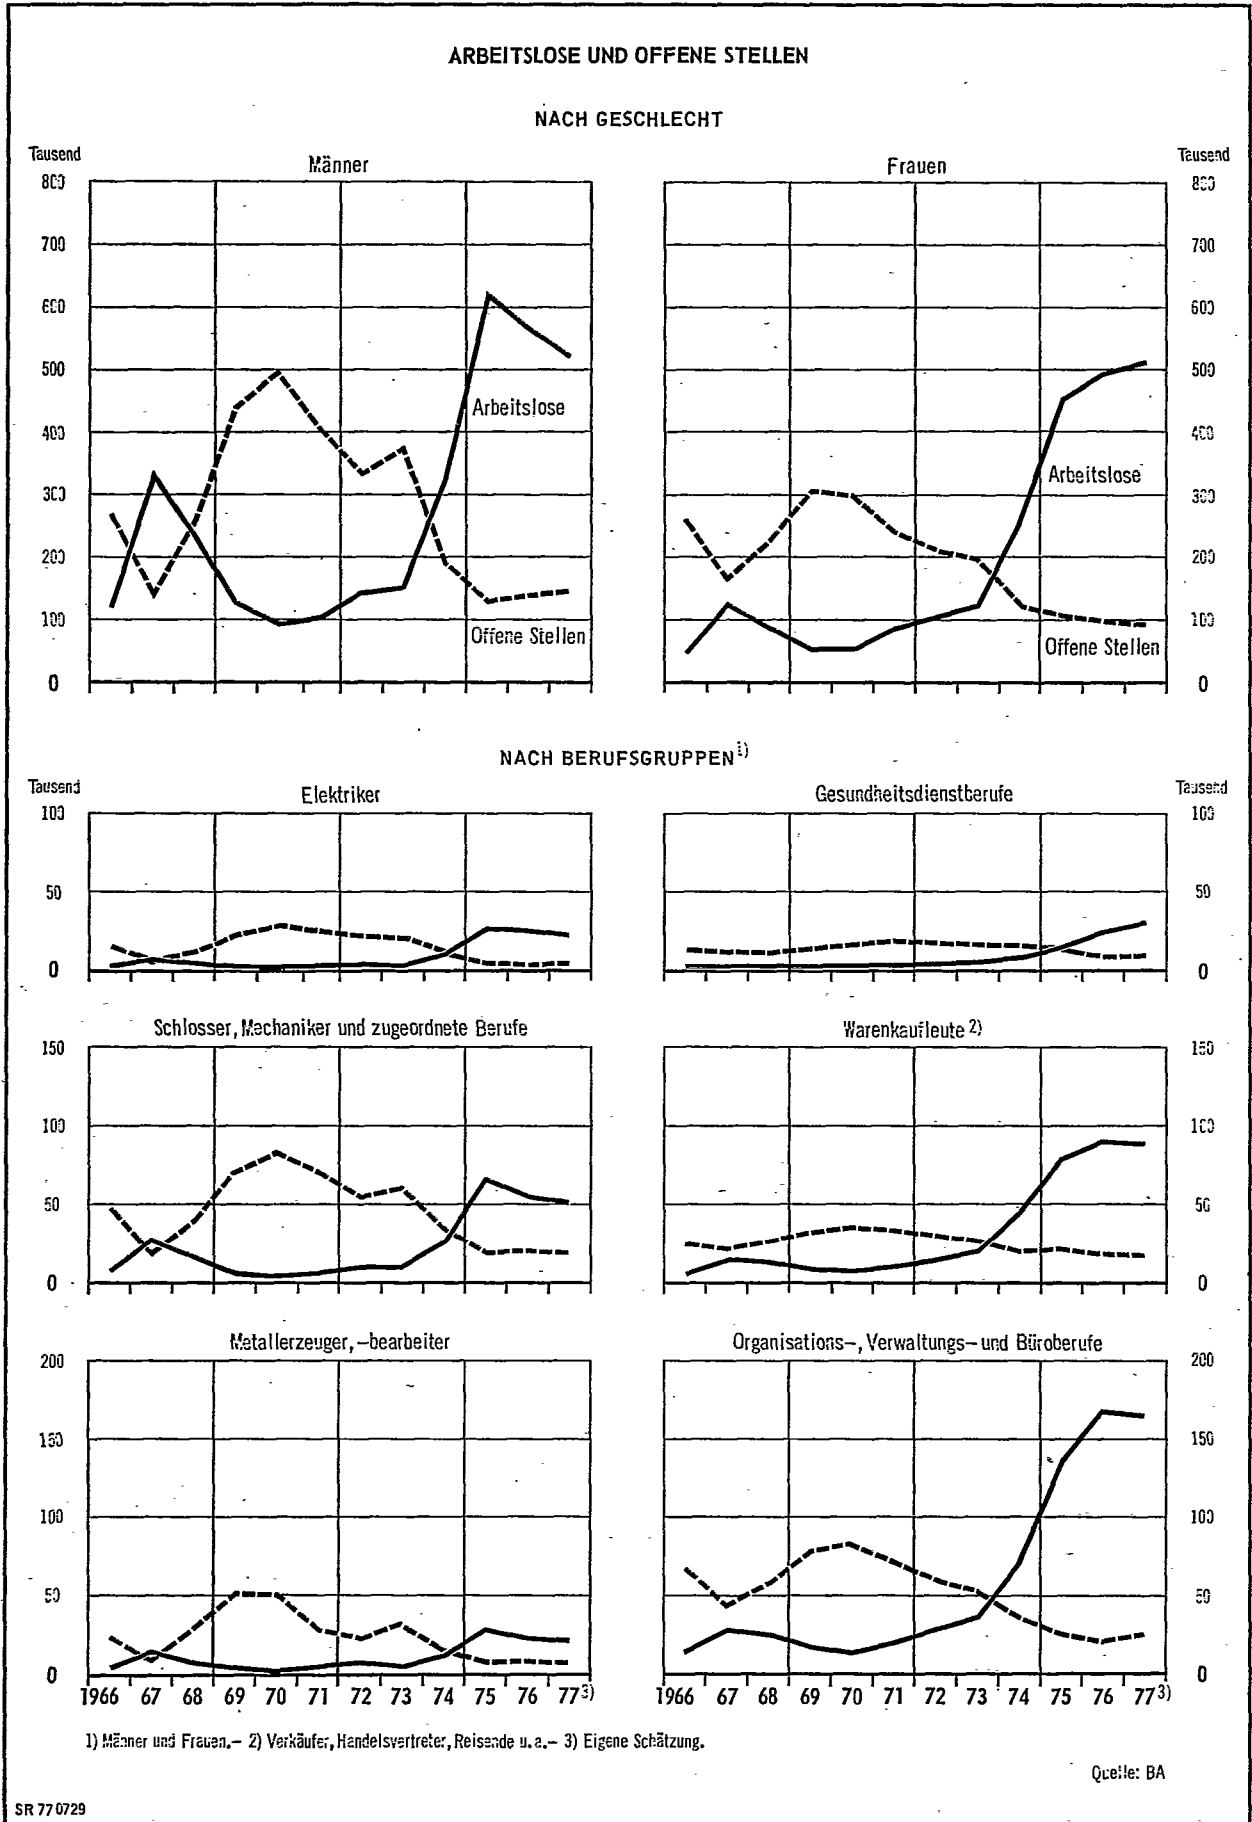 ARBEITSLOSE UND OFFENE STELLEN
NACH GESCHLECHT
Tausend Männer Frauen Tausend
800 800
700 700
600 600
500 500
400 400
300 300
200 200
100 100
0 0
Arbeitslose Arbeitslose
Offene Stellen Offene Stellen
NACH BERUFSGRUPPEN 1)
Tausend Elektriker Gesundheitsdienstberufe Tausend
100 100
50 50
0 0
Schlosser, Mechaniker und zugeordnete Berufe Warenkaufleute 2)
150 150
100 100
50 50
0 0
Metallerzeuger, –bearbeiter Organisations–, Verwaltungs– und Büroberufe
200 200
150 150
100 100
50 50
0 0
1966 67 68 69 70 71 72 73 74 75 76 77 3) 1966 67 68 69 70 71 72 73 74 75 76 77 3)
1) Männer und Frauen.– 2) Verkäufer, Handelsvertreter, Reisende u.a.– 3) Eigene Schätzung.
Quelle: BA
SR 77 0729